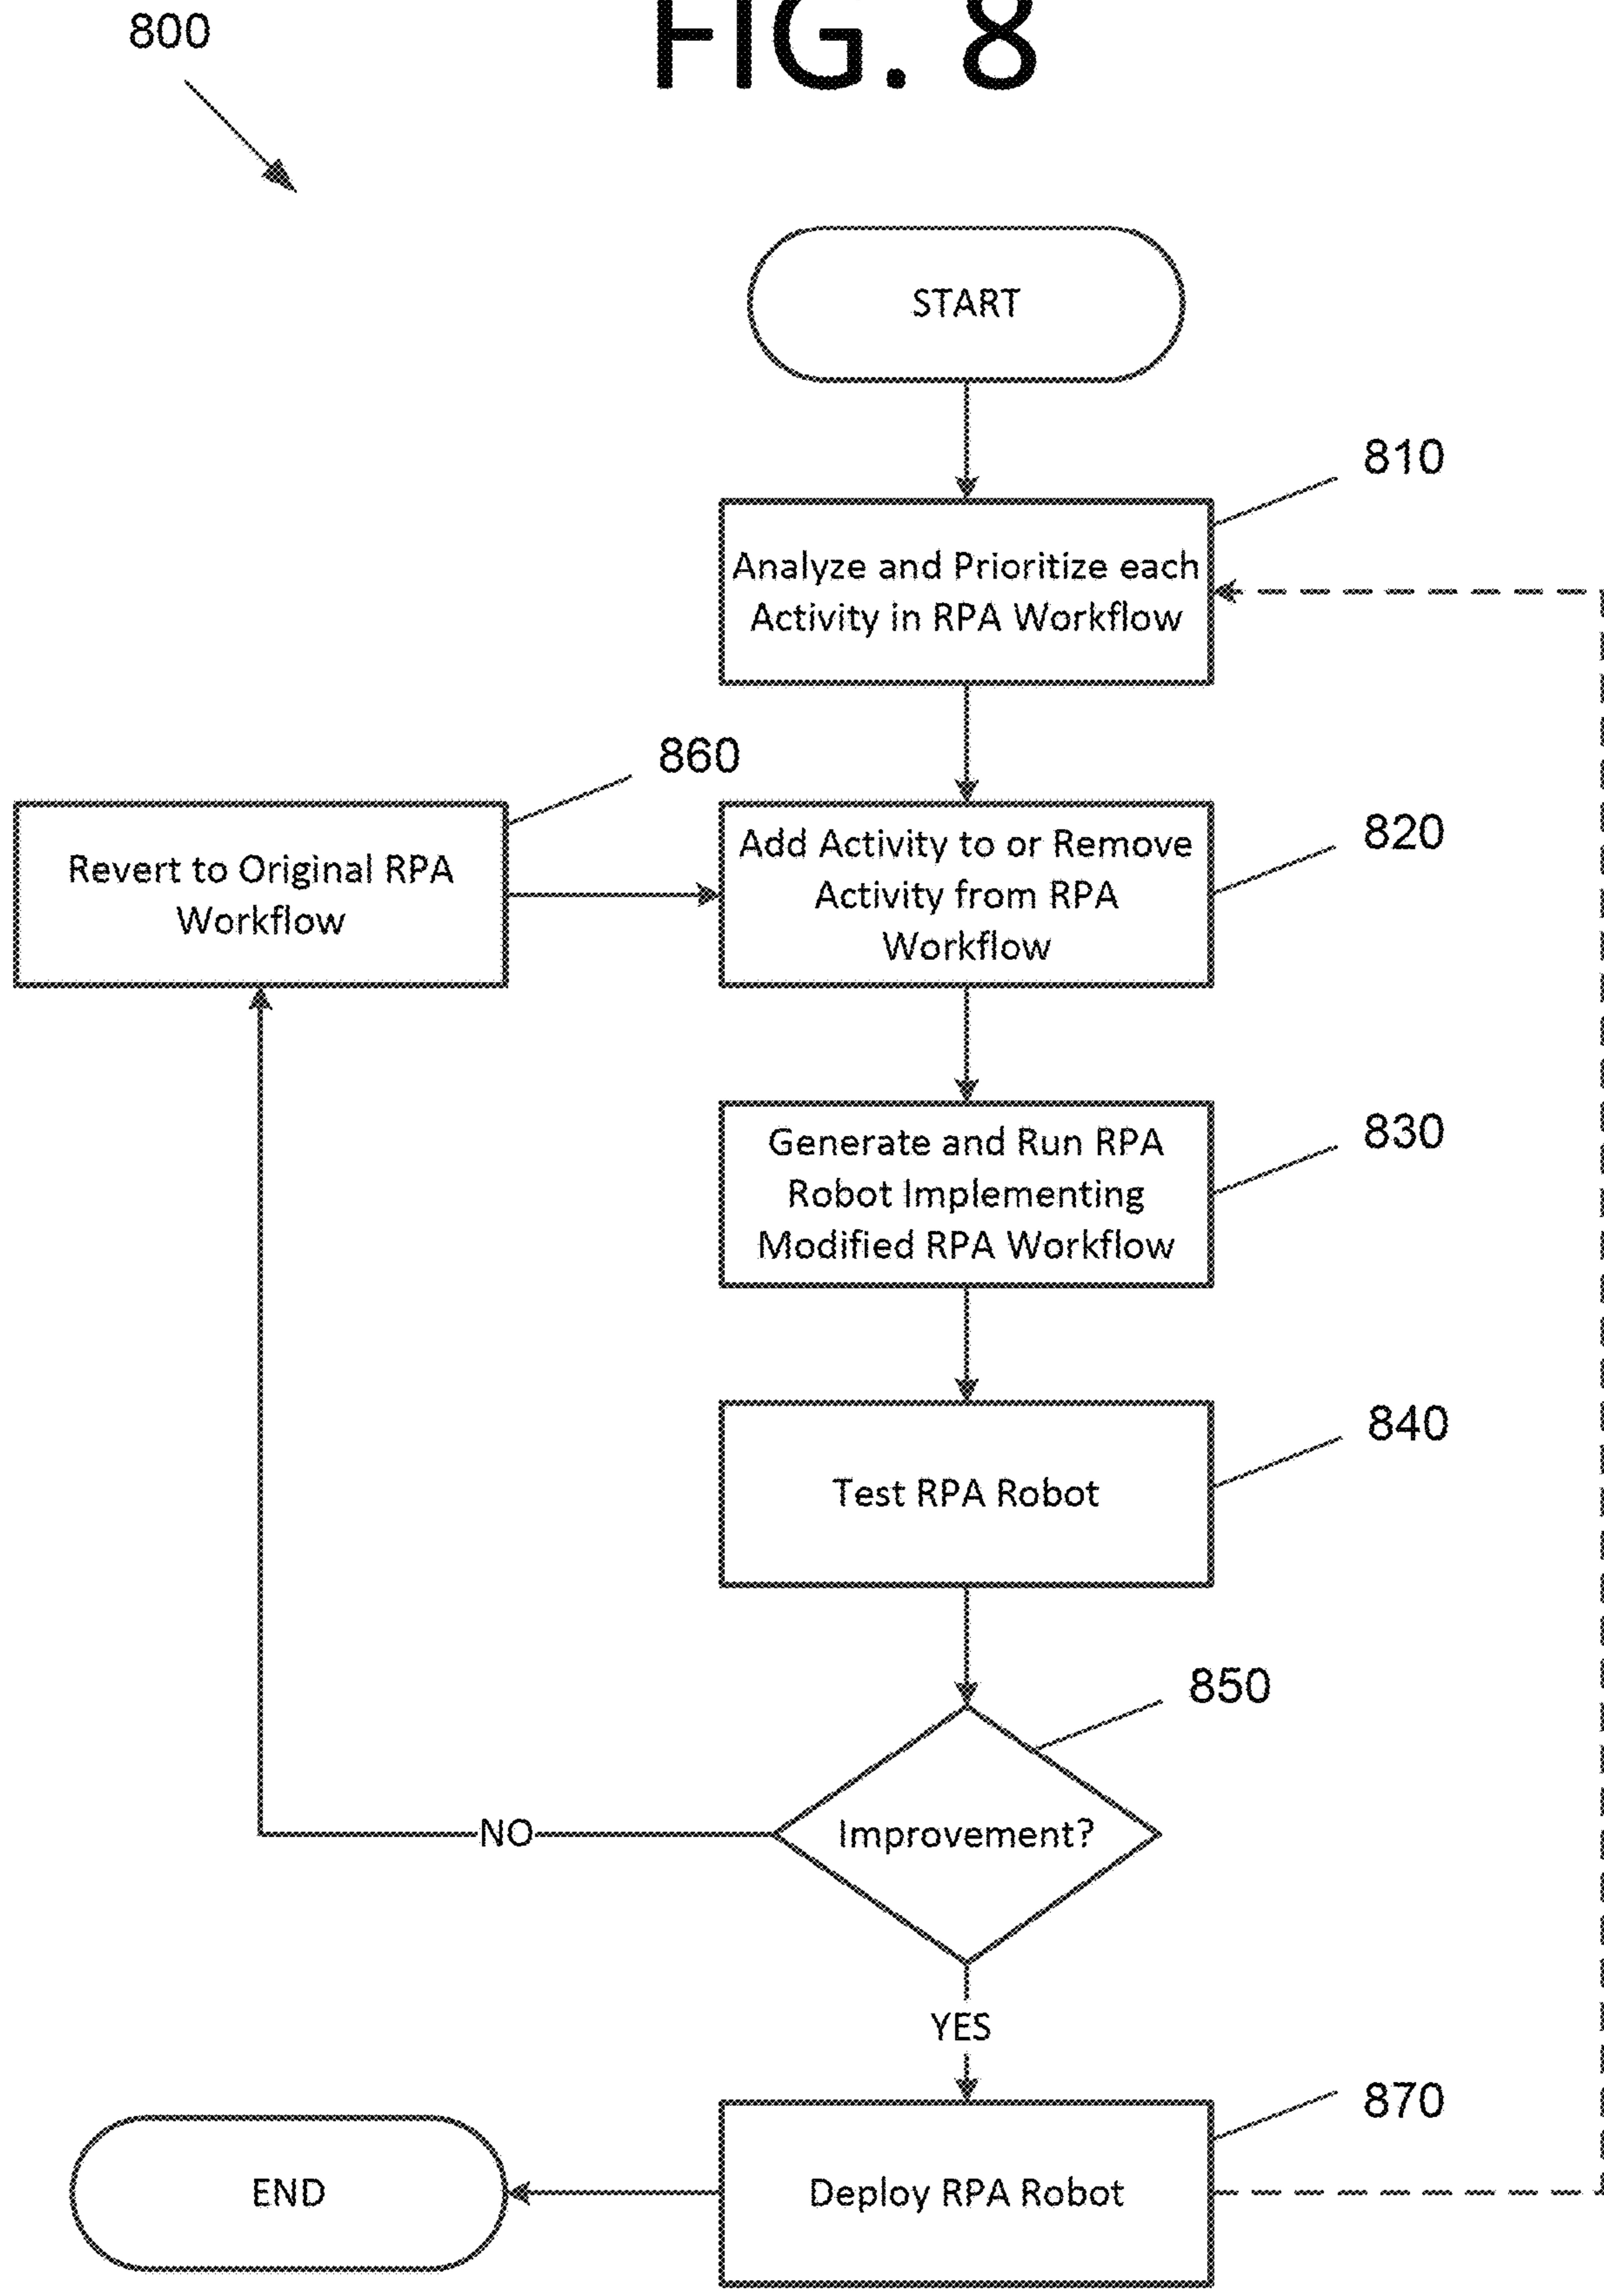 800
FIG. 8
START
810
Analyze and Prioritize each
Activity in RPA Workflow
860
Revert to Original RPA
Workflow
820
Add Activity to or Remove
Activity from RPA
Workflow
830
Generate and Run RPA
Robot Implementing
Modified RPA Workflow
840
Test RPA Robot
850
Improvement?
NO
YES
870
Deploy RPA Robot
END